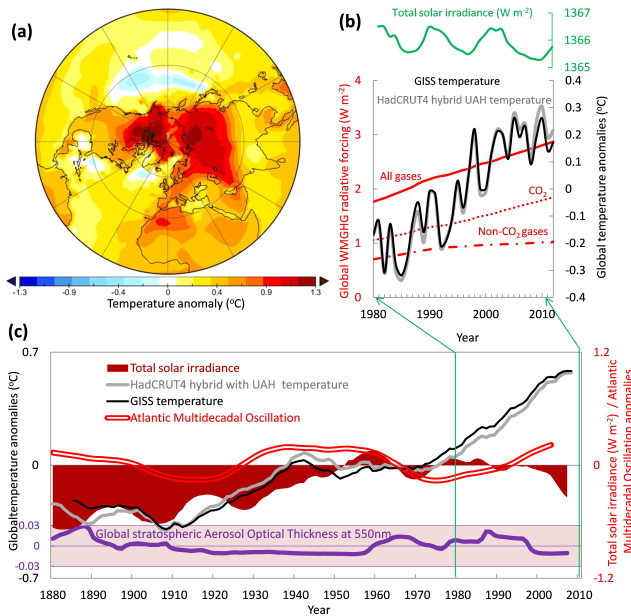 (a)
-1.3 -0.9 -0.4 0 0.4 0.9 1.3
Temperature anomaly (°C)
(b)
Total solar irradiance (W m-2)
1367
1366
1365
Global WMGHG radiative forcing (W m-2)
4
3
2
1
0
GISS temperature
HadCRUT4 hybrid UAH temperature
All gases
CO2
Non-CO2 gases
0.4
0.3
0.2
0.1
0
-0.1
-0.2
-0.3
-0.4
Global temperature anomalies (°C)
1980 1990 2000 2010
Year
(c)
Globaltemperature anomalies (°C)
0.7
0
0.03
0
-0.03
-0.7
Total solar irradiance
HadCRUT4 hybrid with UAH temperature
GISS temperature
Atlantic Multidecadal Oscillation
Global stratospheric Aerosol Optical Thickness at 550nm
1.2
0
-1.2
Total solar irradiance (W m-2) / Atlantic
Multidecadal Oscillation (°C)
1880 1890 1900 1910 1920 1930 1940 1950 1960 1970 1980 1990 2000 2010
Year